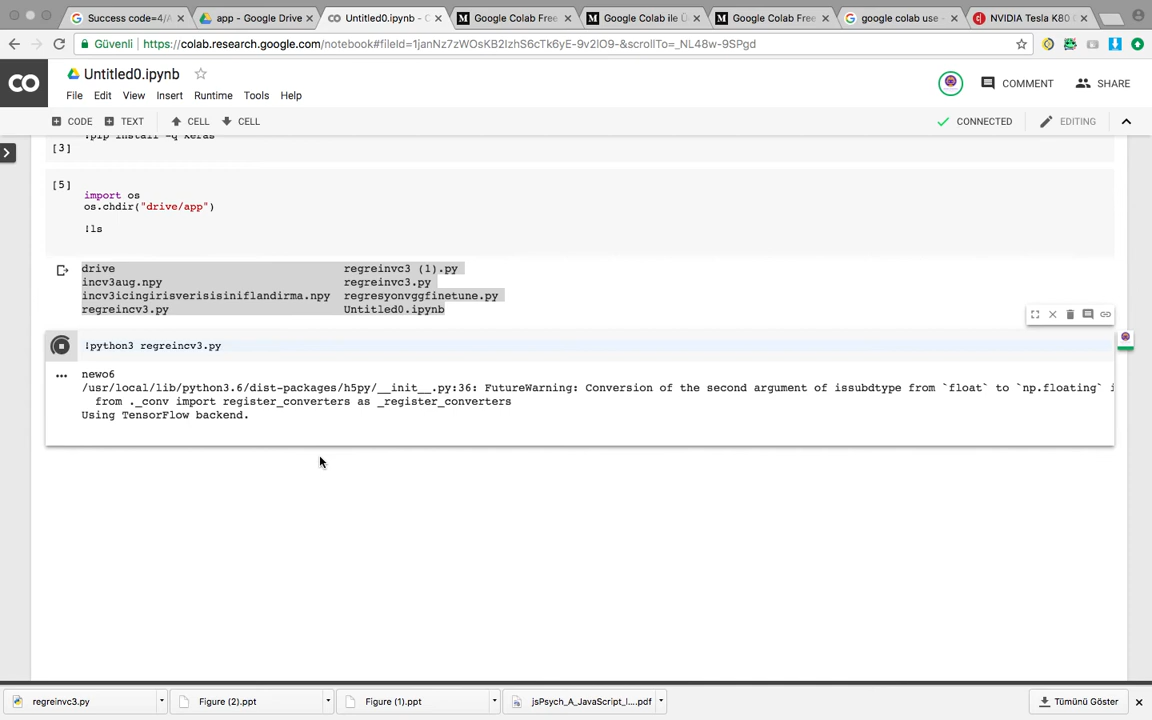 Success code=4/A
app - Google Drive
Untitled0.ipynb - C
Google Colab Free
Google Colab ile Ü
Google Colab Free
google colab use -
NVIDIA Tesla K80
Güvenli
https://colab.research.google.com/notebook#fileId=1janNz7zWOsKB2IzhS6cTk6yE-9v2lO9-&scrollTo=_NL48w-9SPgd
CO
Untitled0.ipynb
COMMENT
SHARE
File Edit View Insert Runtime Tools Help
CODE TEXT CELL CELL
CONNECTED
EDITING
!pip install -q keras
[3]
[5]
import os
os.chdir("drive/app")
!ls
drive regreinvc3 (1).py
incv3aug.npy regreinvc3.py
incv3icingirisverisisiniflandirma.npy regresyonvggfinetune.py
regreincv3.py Untitled0.ipynb
!python3 regreincv3.py
newo6
/usr/local/lib/python3.6/dist-packages/h5py/__init__.py:36: FutureWarning: Conversion of the second argument of issubdtype from `float` to `np.floating` i
from ._conv import register_converters as _register_converters
Using TensorFlow backend.
regreinvc3.py
Figure (2).ppt
Figure (1).ppt
jsPsych_A_JavaScript_l....pdf
Tümünü Göster